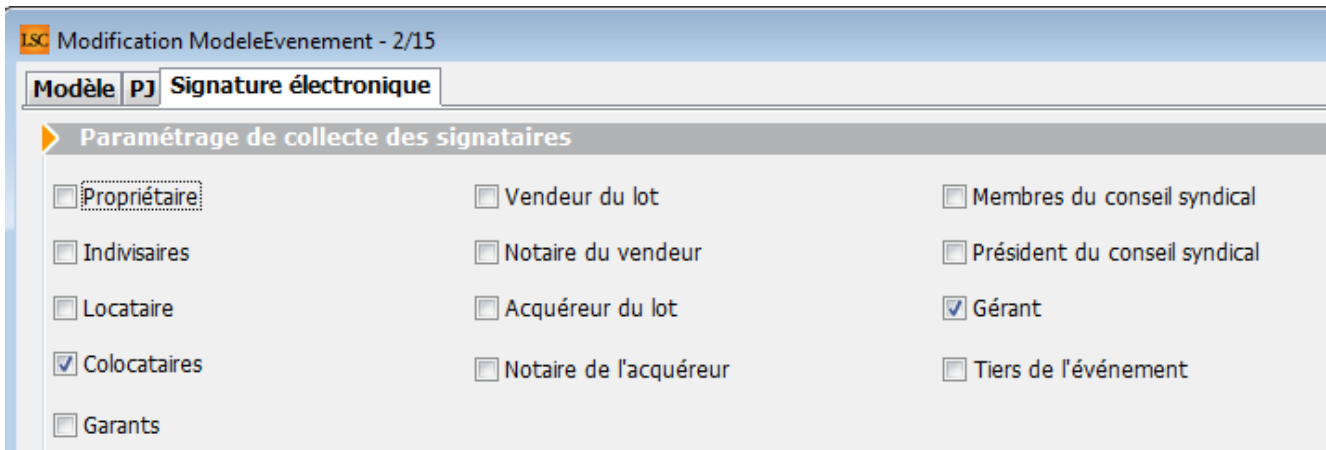 LSC Modification ModeleEvenement - 2/15
Modèle PJ Signature électronique
Paramétrage de collecte des signataires
Propriétaire Vendeur du lot Membres du conseil syndical
Indivisaires Notaire du vendeur Président du conseil syndical
Locataire Acquéreur du lot Gérant
Colocataires Notaire de l'acquéreur Tiers de l'événement
Garants